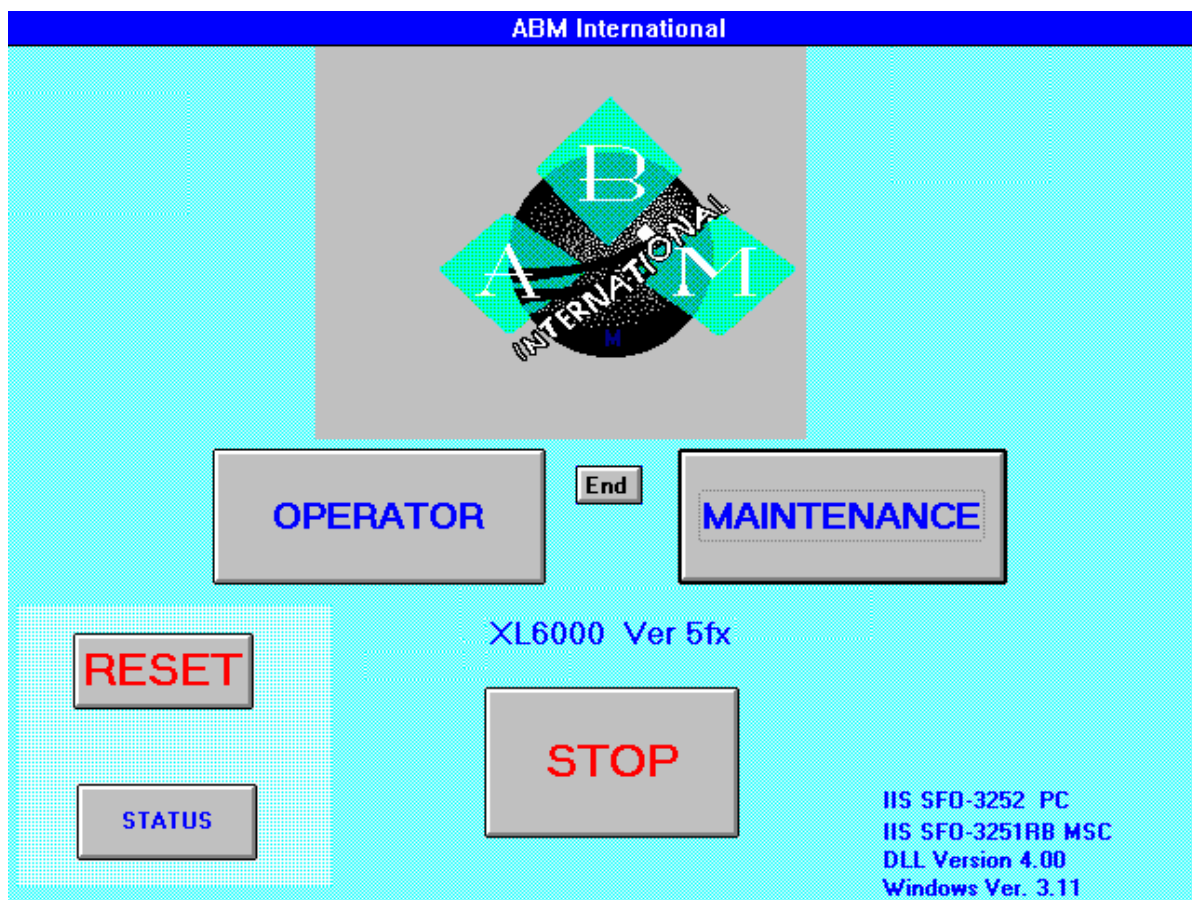 ABM International
B
A
M
INTERNATIONAL
M
OPERATOR
End
MAINTENANCE
XL6000 Ver 5fx
RESET
STOP
STATUS
IIS SFO-3252 PC
IIS SFO-3251RB MSC
DLL Version 4.00
Windows Ver. 3.11